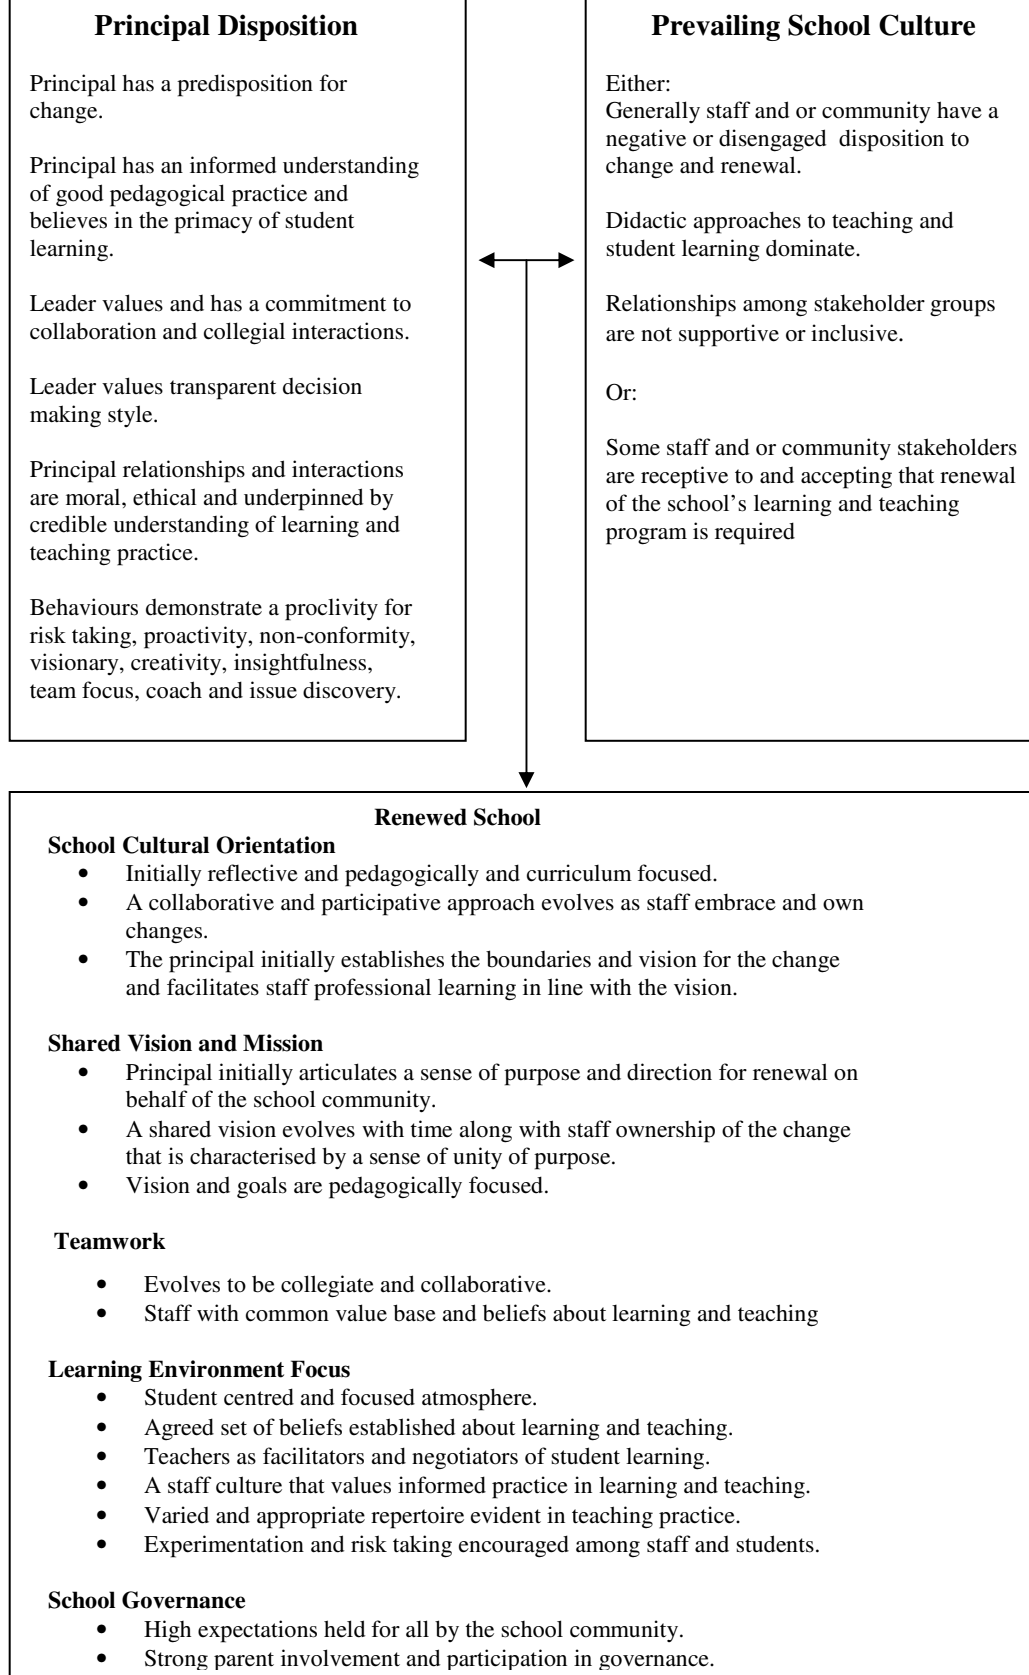 Principal Disposition
Principal has a predisposition for
change.
Principal has an informed understanding
of good pedagogical practice and
believes in the primacy of student
learning.
Leader values and has a commitment to
collaboration and collegial interactions.
Leader values transparent decision
making style.
Principal relationships and interactions
are moral, ethical and underpinned by
credible understanding of learning and
teaching practice.
Behaviours demonstrate a proclivity for
risk taking, proactivity, non-conformity,
visionary, creativity, insightfulness,
team focus, coach and issue discovery.
Prevailing School Culture
Either:
Generally staff and or community have a
negative or disengaged disposition to
change and renewal.
Didactic approaches to teaching and
student learning dominate.
Relationships among stakeholder groups
are not supportive or inclusive.
Or:
Some staff and or community stakeholders
are receptive to and accepting that renewal
of the school’s learning and teaching
program is required
Renewed School
School Cultural Orientation
• Initially reflective and pedagogically and curriculum focused.
• A collaborative and participative approach evolves as staff embrace and own
changes.
• The principal initially establishes the boundaries and vision for the change
and facilitates staff professional learning in line with the vision.
Shared Vision and Mission
• Principal initially articulates a sense of purpose and direction for renewal on
behalf of the school community.
• A shared vision evolves with time along with staff ownership of the change
that is characterised by a sense of unity of purpose.
• Vision and goals are pedagogically focused.
Teamwork
• Evolves to be collegiate and collaborative.
• Staff with common value base and beliefs about learning and teaching
Learning Environment Focus
• Student centred and focused atmosphere.
• Agreed set of beliefs established about learning and teaching.
• Teachers as facilitators and negotiators of student learning.
• A staff culture that values informed practice in learning and teaching.
• Varied and appropriate repertoire evident in teaching practice.
• Experimentation and risk taking encouraged among staff and students.
School Governance
• High expectations held for all by the school community.
• Strong parent involvement and participation in governance.